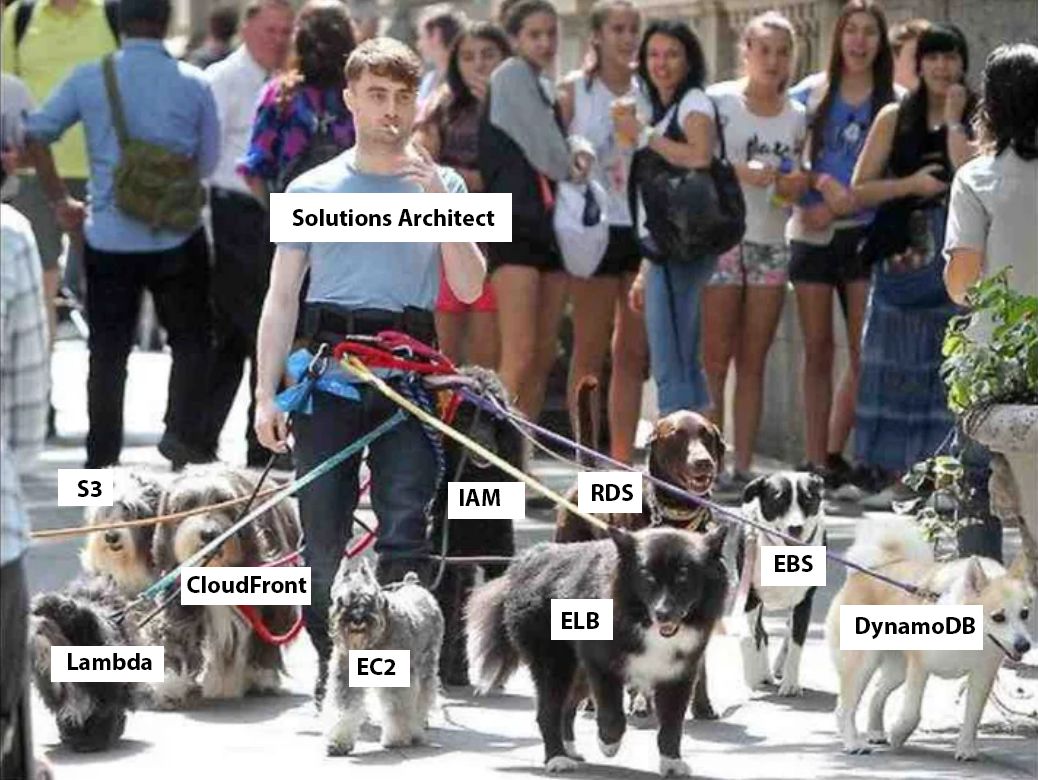 Solutions Architect
S3
IAM
RDS
EBS
CloudFront
ELB
DynamoDB
Lambda
EC2